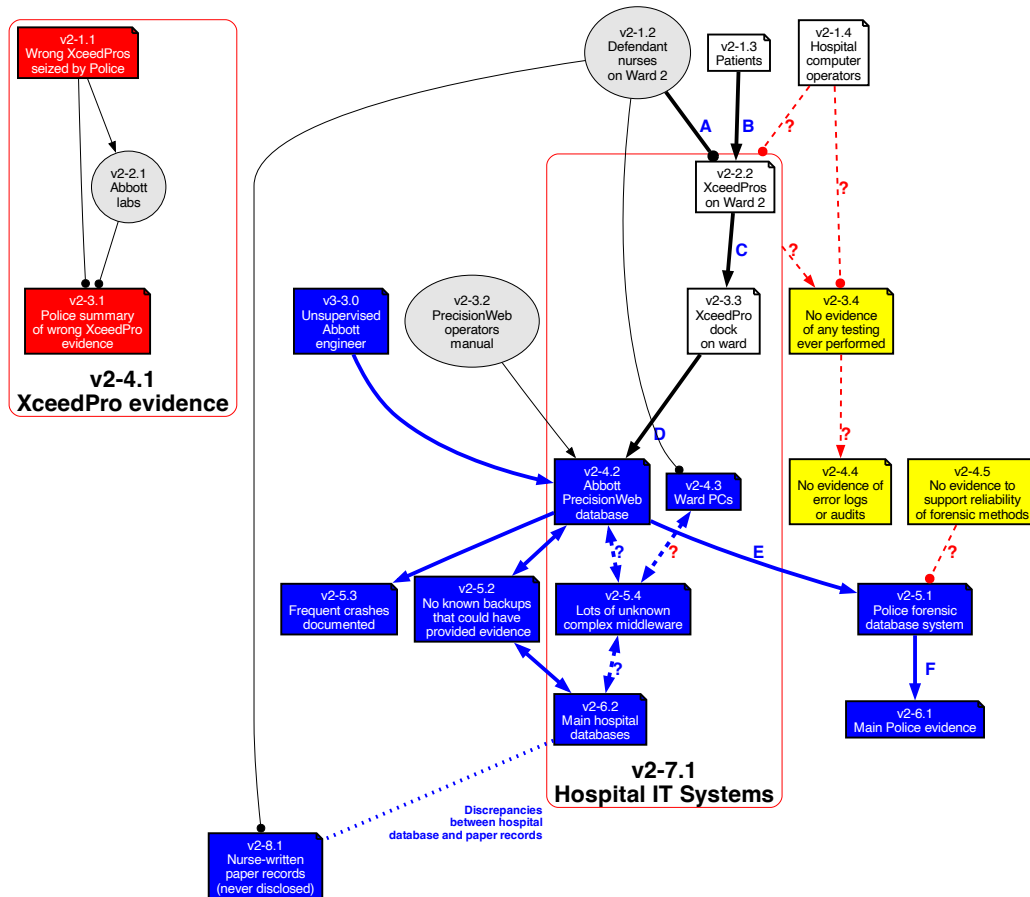 v2-1.1
Wrong XceedPros
seized by Police
v2-1.2
Defendant
nurses
on Ward 2
v2-1.3
Patients
v2-1.4
Hospital
computer
operators
A
B
?
v2-2.1
Abbott
labs
v2-2.2
XceedPros
on Ward 2
?
C
?
v2-3.1
Police summary
of wrong XceedPro
evidence
v3-3.0
Unsupervised
Abbott
engineer
v2-3.2
PrecisionWeb
operators
manual
v2-3.3
XceedPro
dock
on ward
v2-3.4
No evidence
of any testing
ever performed
v2-4.1
XceedPro evidence
D
?
v2-4.2
Abbott
PrecisionWeb
database
v2-4.3
Ward PCs
v2-4.4
No evidence of
error logs
or audits
v2-4.5
No evidence to
support reliability
of forensic methods
?
?
E
?
v2-5.3
Frequent crashes
documented
v2-5.2
No known backups
that could have
provided evidence
v2-5.4
Lots of unknown
complex middleware
v2-5.1
Police forensic
database system
?
F
v2-6.2
Main hospital
databases
v2-6.1
Main Police evidence
v2-7.1
Hospital IT Systems
Discrepancies
between hospital
database and paper records
v2-8.1
Nurse-written
paper records
(never disclosed)